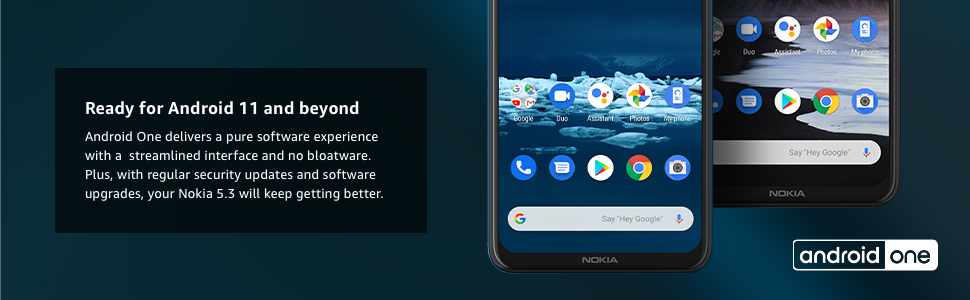 Ready for Android 11 and beyond
Android One delivers a pure software experience
with a streamlined interface and no bloatware.
Plus, with regular security updates and software
upgrades, your Nokia 5.3 will keep getting better.
Google Duo Assistant Photos My phone
Say "Hey Google"
NOKIA
Duo Assistant Photos My phone
Say "Hey Google"
NOKIA
android one